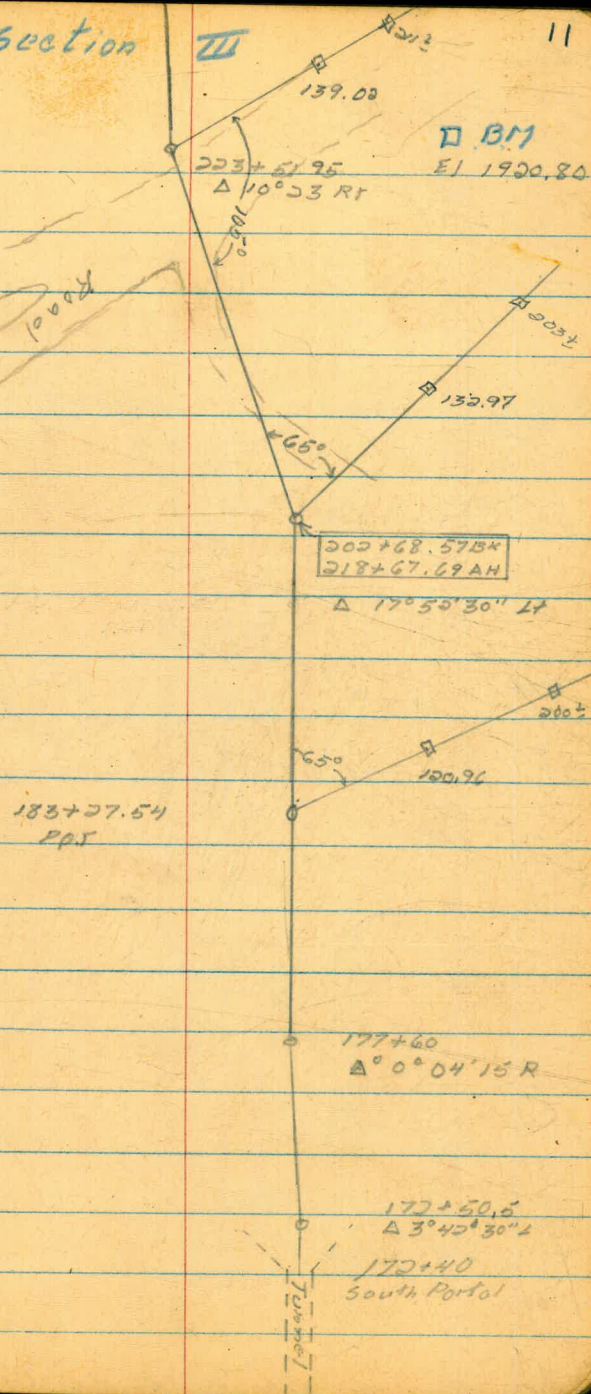 Section III
11
21?±
139.02
BM
El 1920.80
223+51.95
Δ 10°23 Rt
105°
Road
203±
132.97
65°
202+68.57BK
218+67.69 AH
Δ 17°52'30" Lt
200±
65°
120.96
183+27.54
POT
177+60
Δ° 0°04'15 R
172+50.5
Δ 3°42'30" L
172+40
South Portal
Tunnel